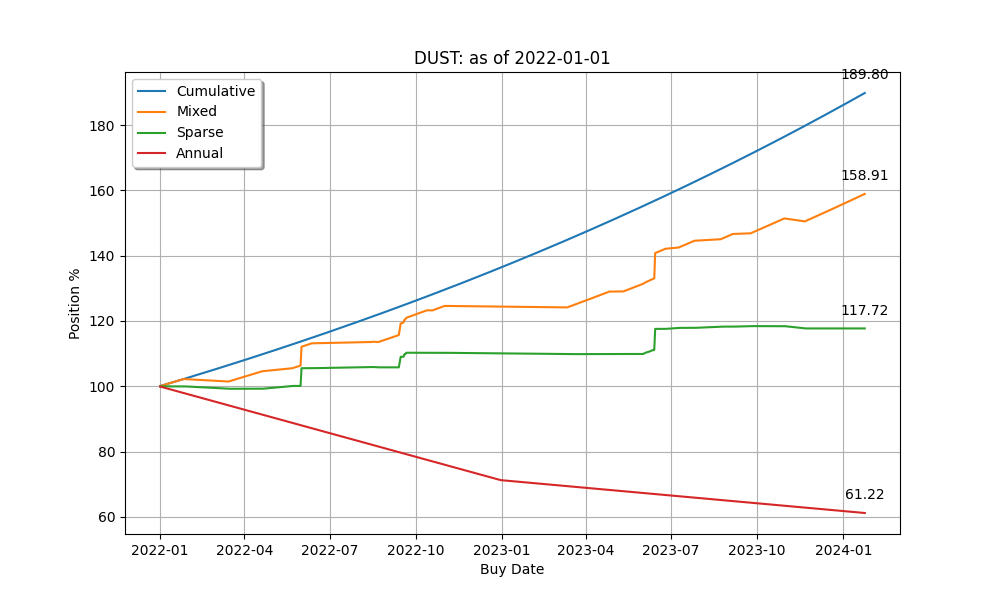 DUST: as of 2022-01-01
Cumulative
Mixed
Sparse
Annual
189.80
158.91
117.72
61.22
Position %
180
160
140
120
100
80
60
2022-01 2022-04 2022-07 2022-10 2023-01 2023-04 2023-07 2023-10 2024-01
Buy Date